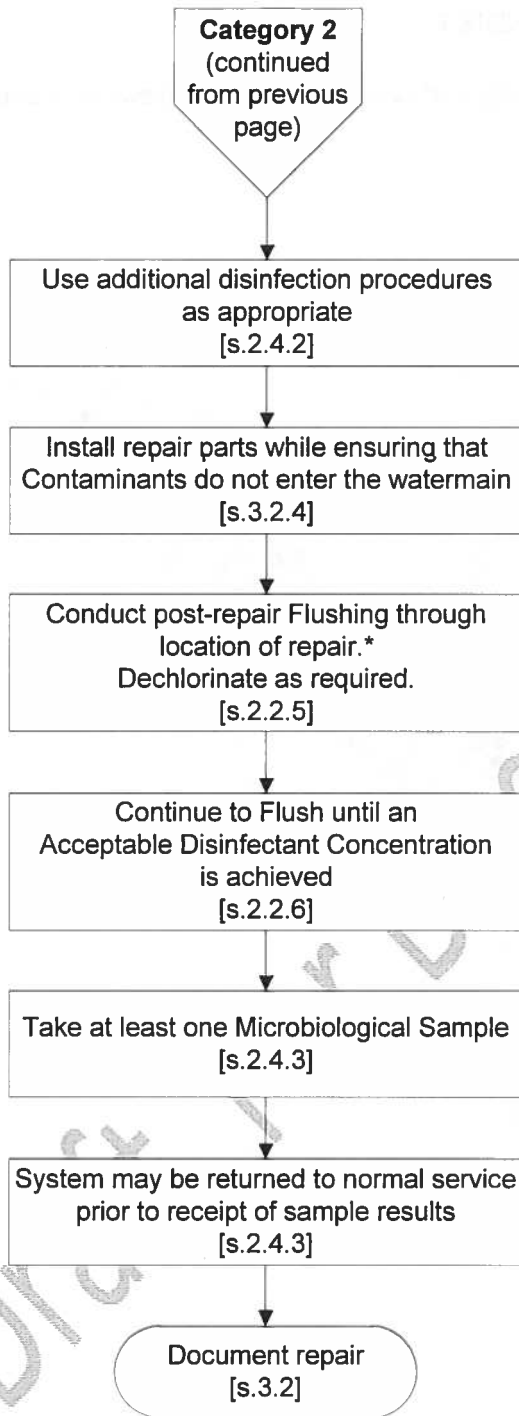 Category 2
(continued
from previous
page)
Use additional disinfection procedures
as appropriate
[s.2.4.2]
Install repair parts while ensuring that
Contaminants do not enter the watermain
[s.3.2.4]
Conduct post-repair Flushing through
location of repair.*
Dechlorinate as required.
[s.2.2.5]
Continue to Flush until an
Acceptable Disinfectant Concentration
is achieved
[s.2.2.6]
Take at least one Microbiological Sample
[s.2.4.3]
System may be returned to normal service
prior to receipt of sample results
[s.2.4.3]
Document repair
[s.3.2]